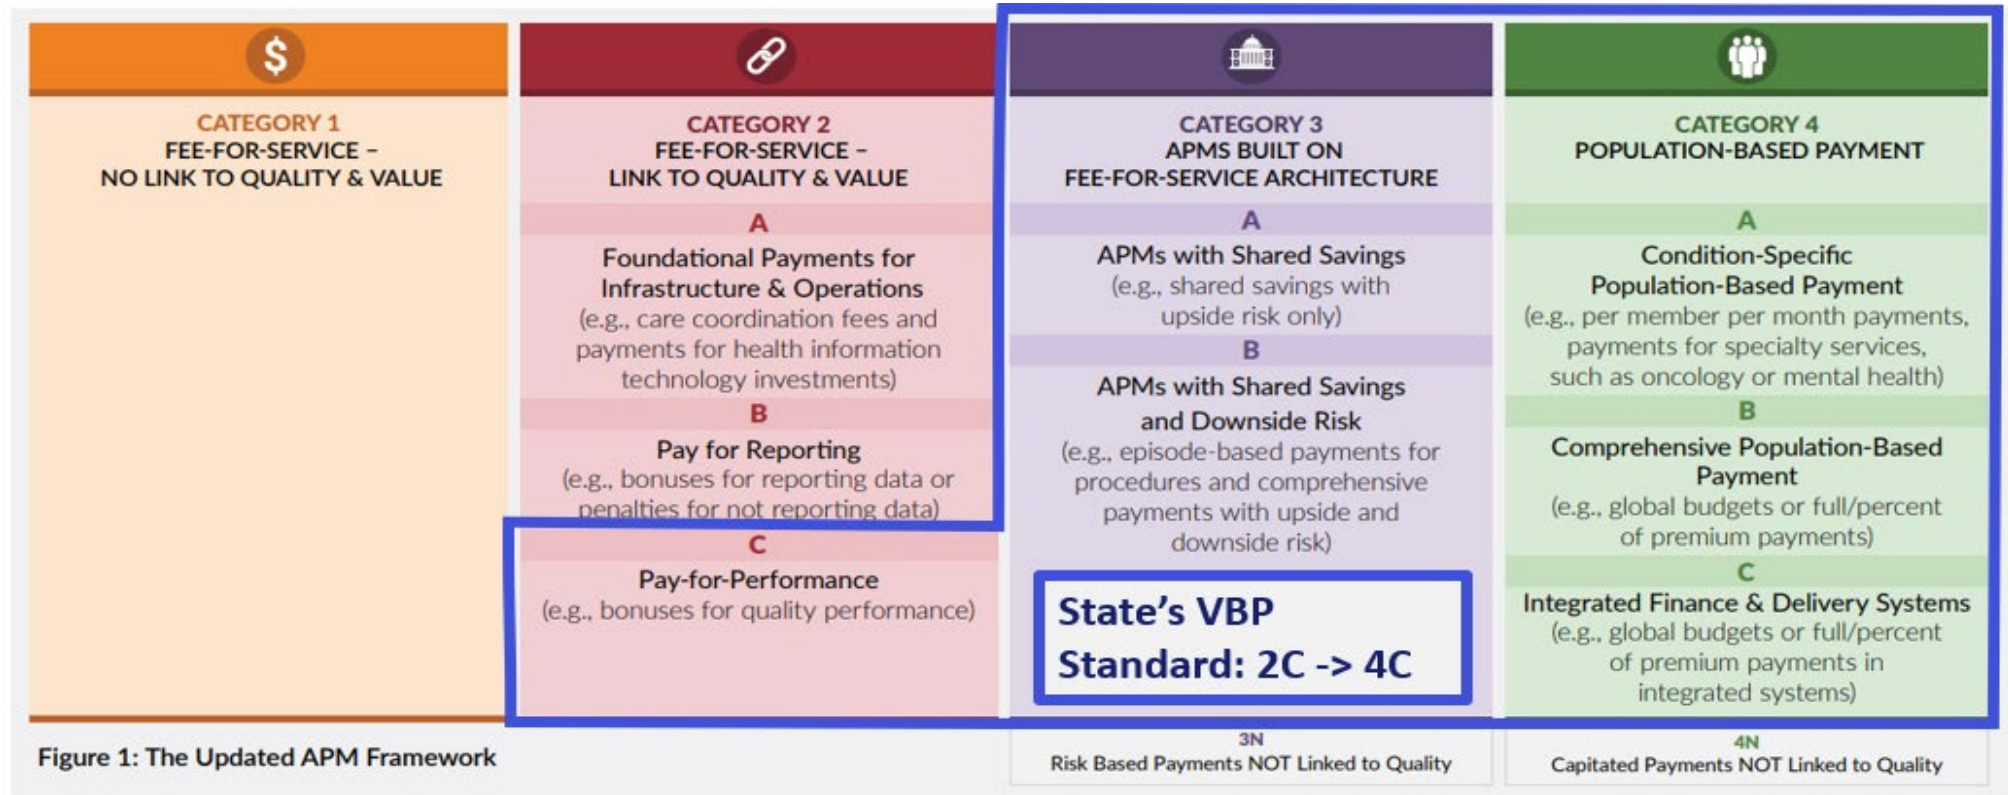 $
CATEGORY 1
FEE-FOR-SERVICE –
NO LINK TO QUALITY & VALUE
CATEGORY 2
FEE-FOR-SERVICE –
LINK TO QUALITY & VALUE
A
Foundational Payments for
Infrastructure & Operations
(e.g., care coordination fees and
payments for health information
technology investments)
B
Pay for Reporting
(e.g., bonuses for reporting data or
penalties for not reporting data)
C
Pay-for-Performance
(e.g., bonuses for quality performance)
CATEGORY 3
APMS BUILT ON
FEE-FOR-SERVICE ARCHITECTURE
A
APMs with Shared Savings
(e.g., shared savings with
upside risk only)
B
APMs with Shared Savings
and Downside Risk
(e.g., episode-based payments for
procedures and comprehensive
payments with upside and
downside risk)
State's VBP
Standard: 2C -> 4C
3N
Risk Based Payments NOT Linked to Quality
CATEGORY 4
POPULATION-BASED PAYMENT
A
Condition-Specific
Population-Based Payment
(e.g., per member per month payments,
payments for specialty services,
such as oncology or mental health)
B
Comprehensive Population-Based
Payment
(e.g., global budgets or full/percent
of premium payments)
C
Integrated Finance & Delivery Systems
(e.g., global budgets or full/percent
of premium payments in
integrated systems)
4N
Capitated Payments NOT Linked to Quality
Figure 1: The Updated APM Framework